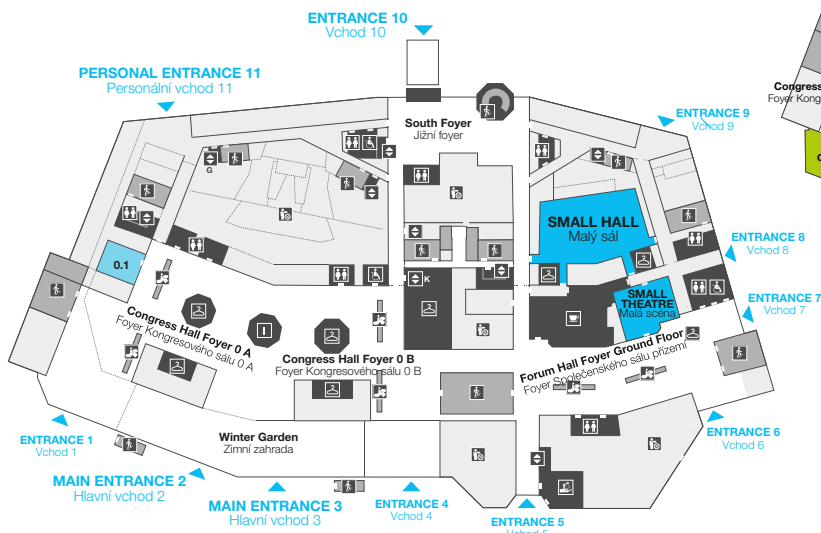 ENTRANCE 10
Vchod 10
PERSONAL ENTRANCE 11
Personální vchod 11
South Foyer
Jižní foyer
ENTRANCE 9
Vchod 9
G
SMALL HALL
Malý sál
ENTRANCE 8
Vchod 8
0.1
K
SMALL
THEATRE
Malá scéna
ENTRANCE 7
Vchod 7
Congress Hall Foyer 0 A
Foyer Kongresového sálu 0 A
I
Congress Hall Foyer 0 B
Foyer Kongresového sálu 0 B
Forum Hall Foyer Ground Floor
Foyer Společenského sálu přízemí
ENTRANCE 1
Vchod 1
Winter Garden
Zimní zahrada
ENTRANCE 6
Vchod 6
MAIN ENTRANCE 2
Hlavní vchod 2
MAIN ENTRANCE 3
Hlavní vchod 3
ENTRANCE 4
Vchod 4
ENTRANCE 5
Vchod 5
Congress
Foyer Kong